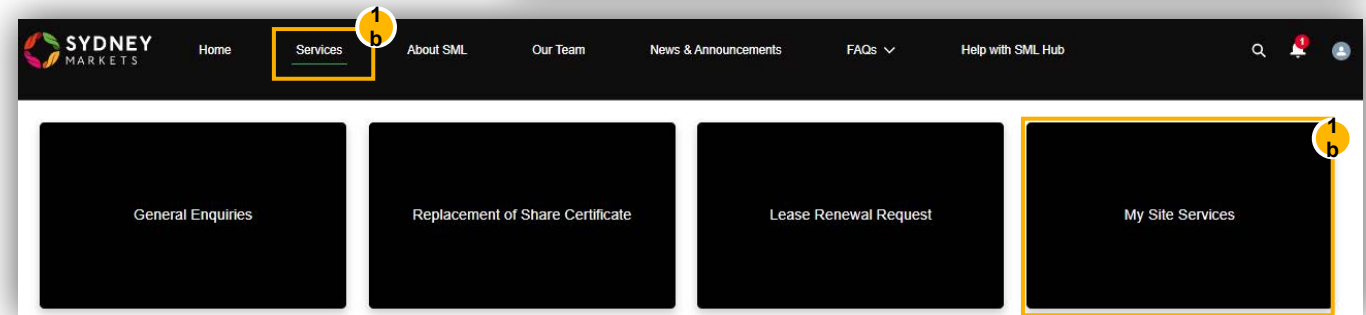 SYDNEY
MARKETS
Home
Services
1
b
About SML
Our Team
News & Announcements
FAQs
Help with SML Hub
1
General Enquiries
Replacement of Share Certificate
Lease Renewal Request
My Site Services
1
b